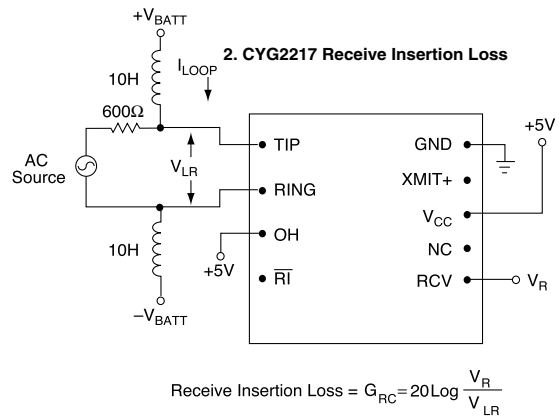 +VBATT
2. CYG2217 Receive Insertion Loss
ILOOP
10H
600Ω
+5V
AC
Source
VLR
TIP
GND
XMIT+
RING
VCC
OH
NC
10H
+5V
RI
RCV
VR
–VBATT
Receive Insertion Loss = GRC = 20Log VR / VLR